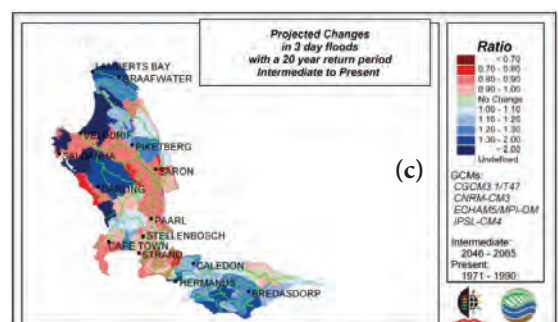 Projected Changes
in 3 day floods
with a 20 year return period
Intermediate to Present
LAMBERTS BAY
GRAAFWATER
VELDDRIF
PIKETBERG
SALDANHA
SARON
DARLING
PAARL
STELLENBOSCH
CAPE TOWN
STRAND
CALEDON
HERMANUS
BREDASDORP
(c)
Ratio
< 0.70
0.70 - 0.80
0.80 - 0.90
0.90 - 1.00
No Change
1.00 - 1.10
1.10 - 1.20
1.20 - 1.30
1.30 - 2.00
< 2.00
Undefined
GCMs:
CGCM3.1/T47
CNRM-CM3
ECHAM5/MPI-OM
IPSL-CM4
Intermediate:
2046 - 2065
Present:
1971 - 1990